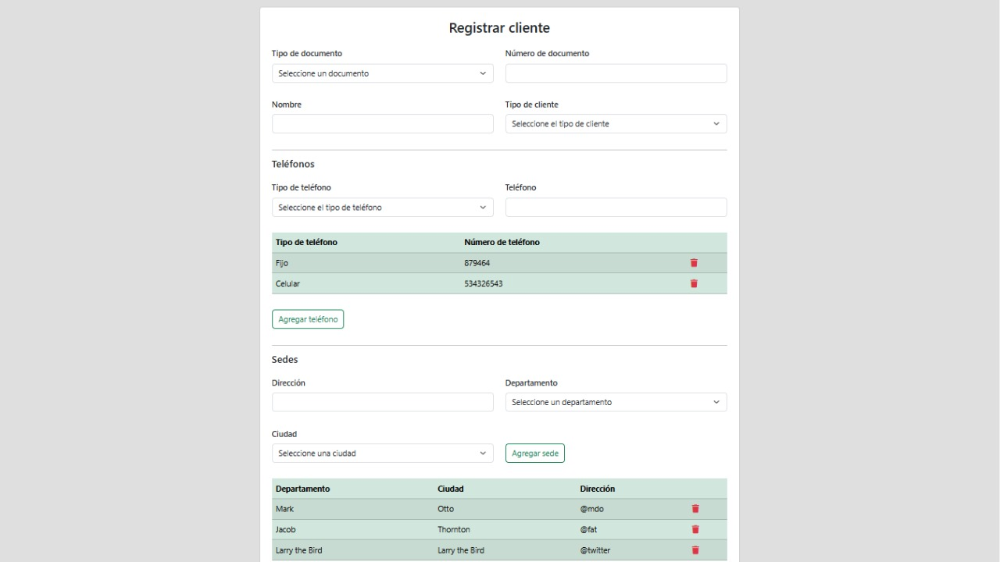 Registrar cliente
Tipo de documento Número de documento
Seleccione un documento
Nombre Tipo de cliente
Seleccione el tipo de cliente
Teléfonos
Tipo de teléfono Teléfono
Seleccione el tipo de teléfono
Tipo de teléfono Número de teléfono
Fijo 879464
Celular 534326543
Agregar teléfono
Sedes
Dirección Departamento
Seleccione un departamento
Ciudad
Seleccione una ciudad Agregar sede
Departamento Ciudad Dirección
Mark Otto @mdo
Jacob Thornton @fat
Larry the Bird Larry the Bird @twitter